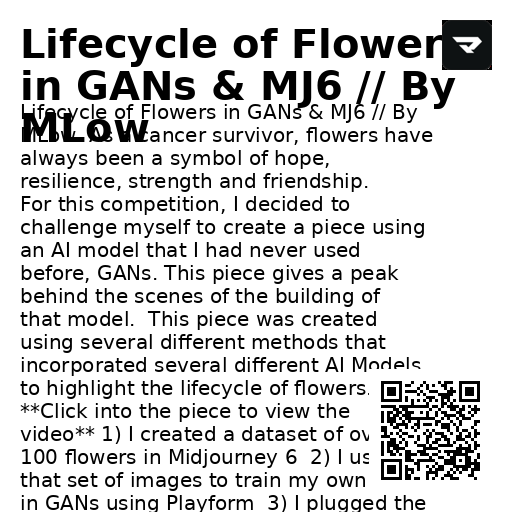 Lifecycle of Flower
in GANs & MJ6 // By
MLow
Lifecycle of Flowers in GANs & MJ6 // By
MLow As a cancer survivor, flowers have
always been a symbol of hope,
resilience, strength and friendship.
For this competition, I decided to
challenge myself to create a piece using
an AI model that I had never used
before, GANs. This piece gives a peak
behind the scenes of the building of
that model.  This piece was created
using several different methods that
incorporated several different AI Models
to highlight the lifecycle of flowers.
**Click into the piece to view the
video** 1) I created a dataset of ov
100 flowers in Midjourney 6  2) I us
that set of images to train my own
in GANs using Playform  3) I plugged the